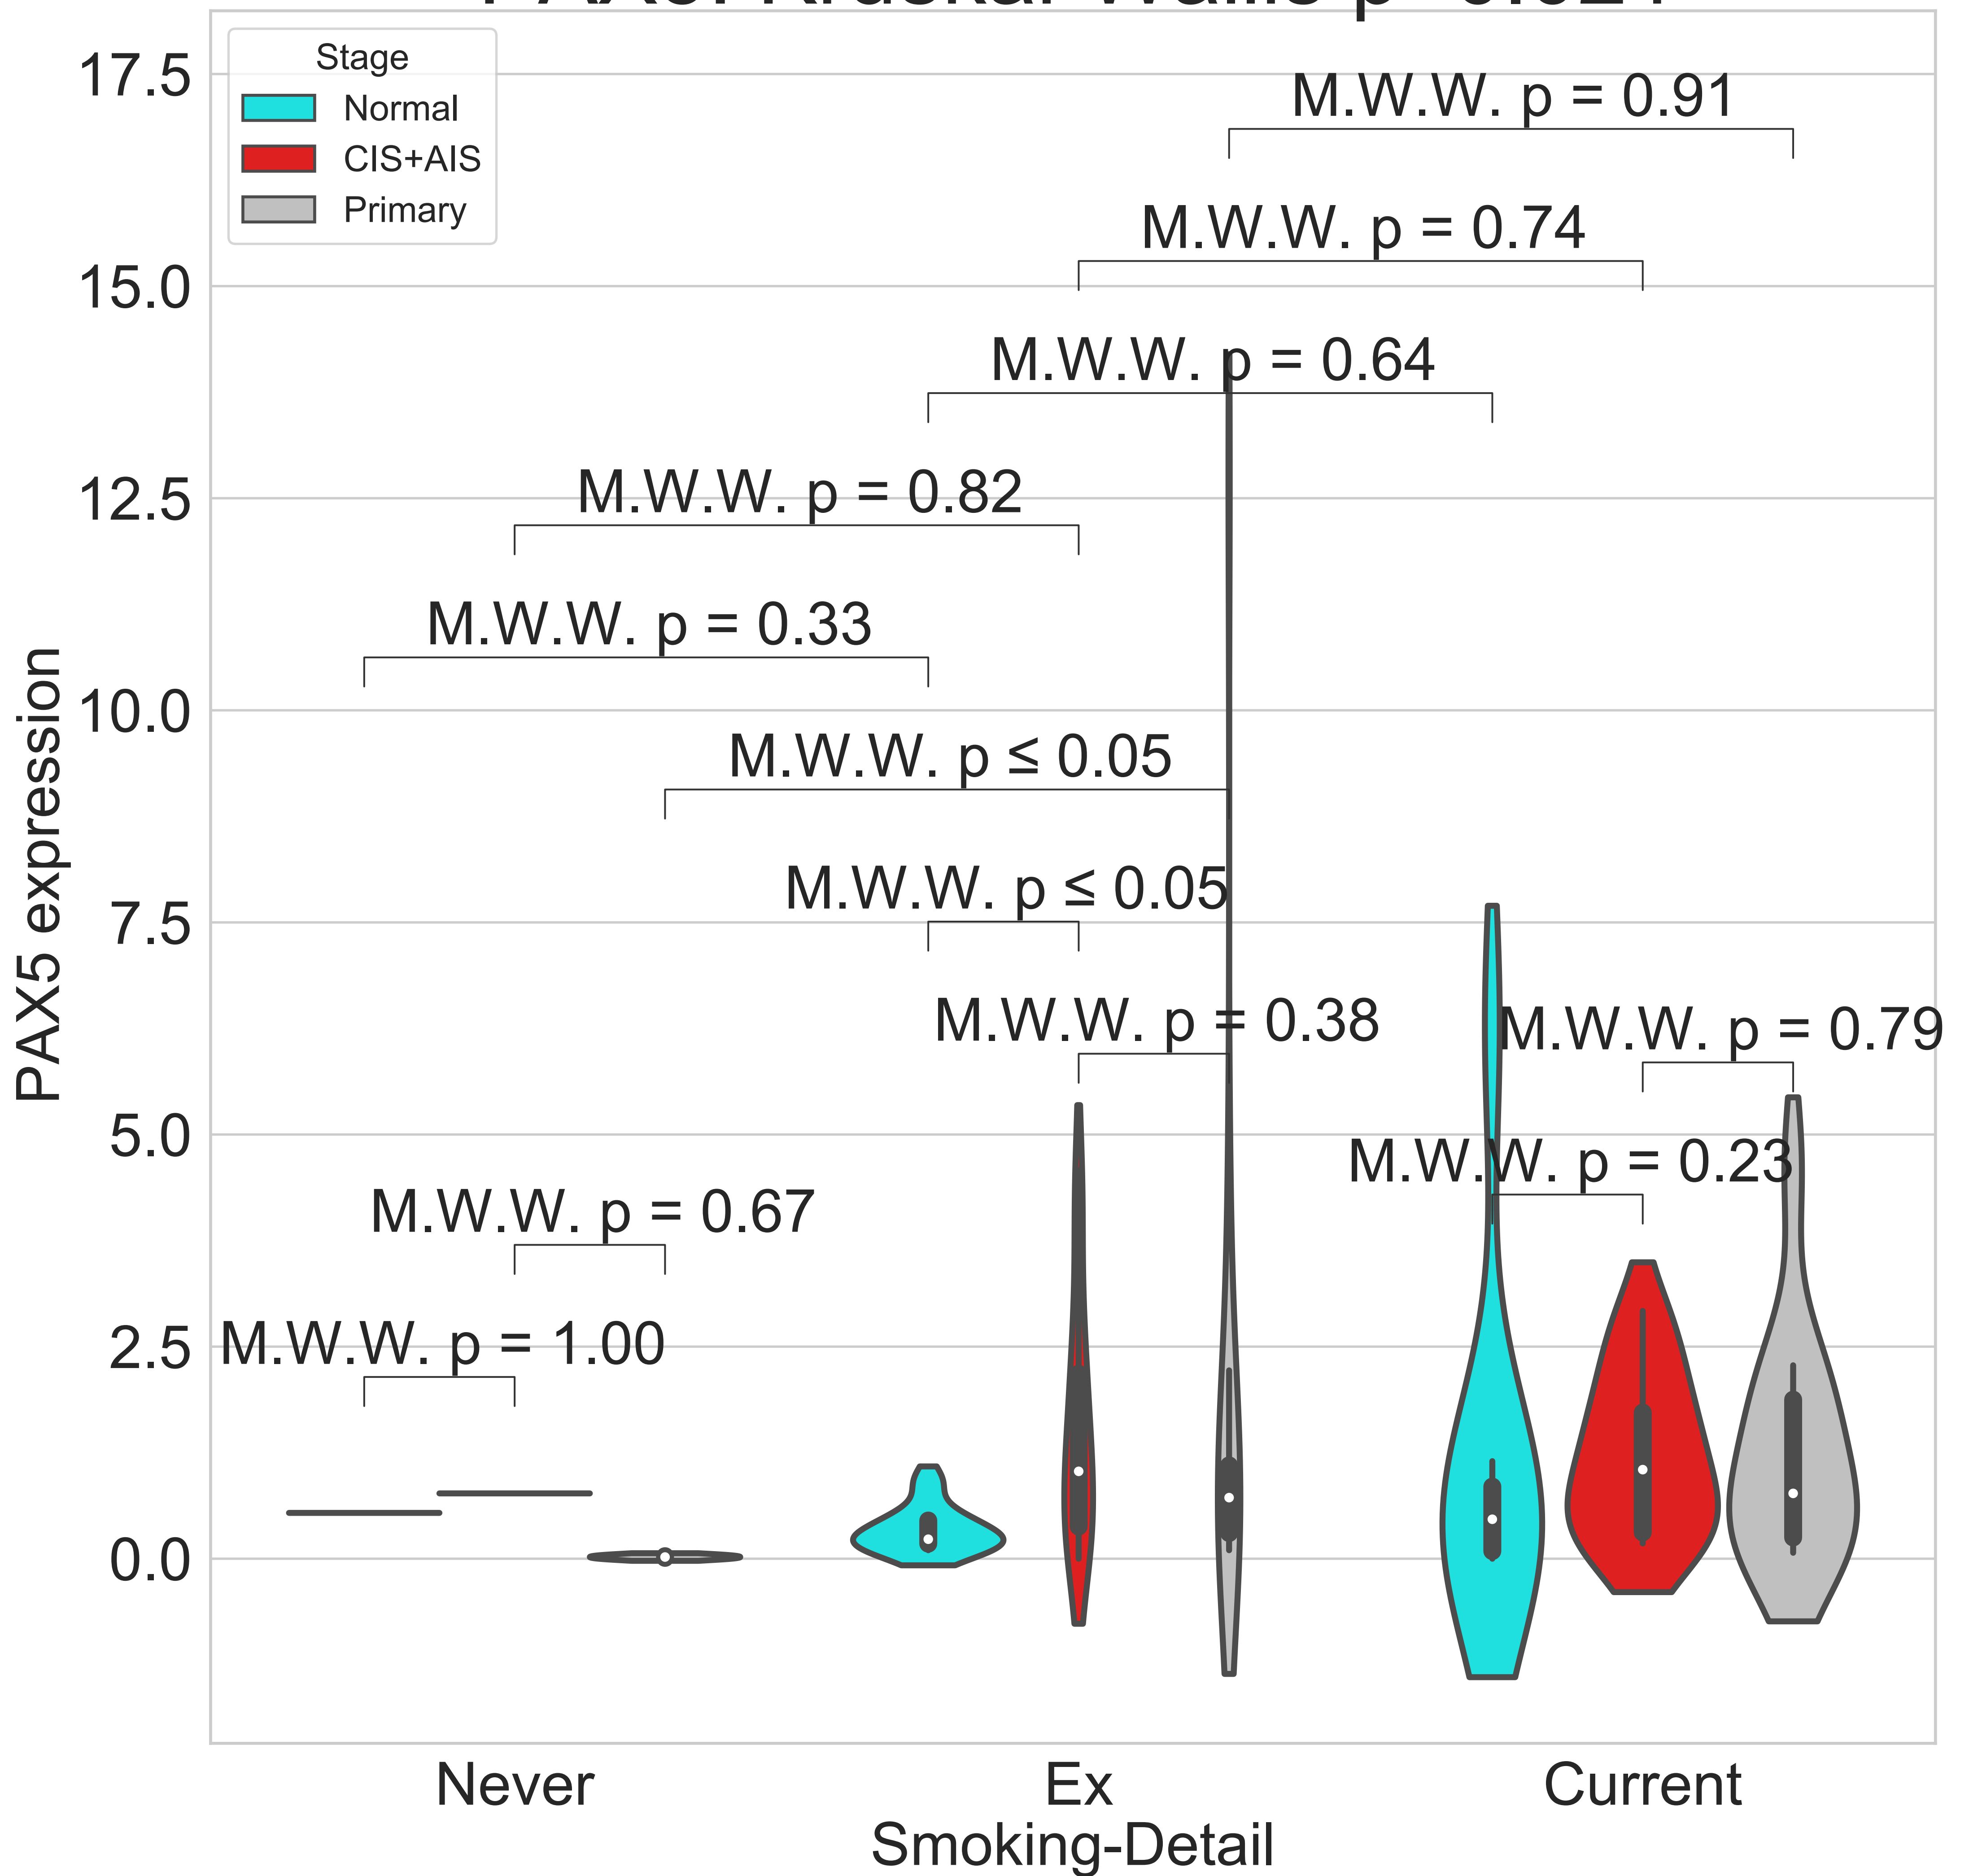 Stage
Normal
CIS+AIS
Primary
17.5
15.0
12.5
10.0
7.5
5.0
2.5
0.0
PAX5 expression
M.W.W. p = 0.91
M.W.W. p = 0.74
M.W.W. p = 0.64
M.W.W. p = 0.82
M.W.W. p = 0.33
M.W.W. p ≤ 0.05
M.W.W. p ≤ 0.05
M.W.W. p = 0.38
M.W.W. p = 0.79
M.W.W. p = 0.23
M.W.W. p = 0.67
M.W.W. p = 1.00
Never
Ex
Current
Smoking-Detail